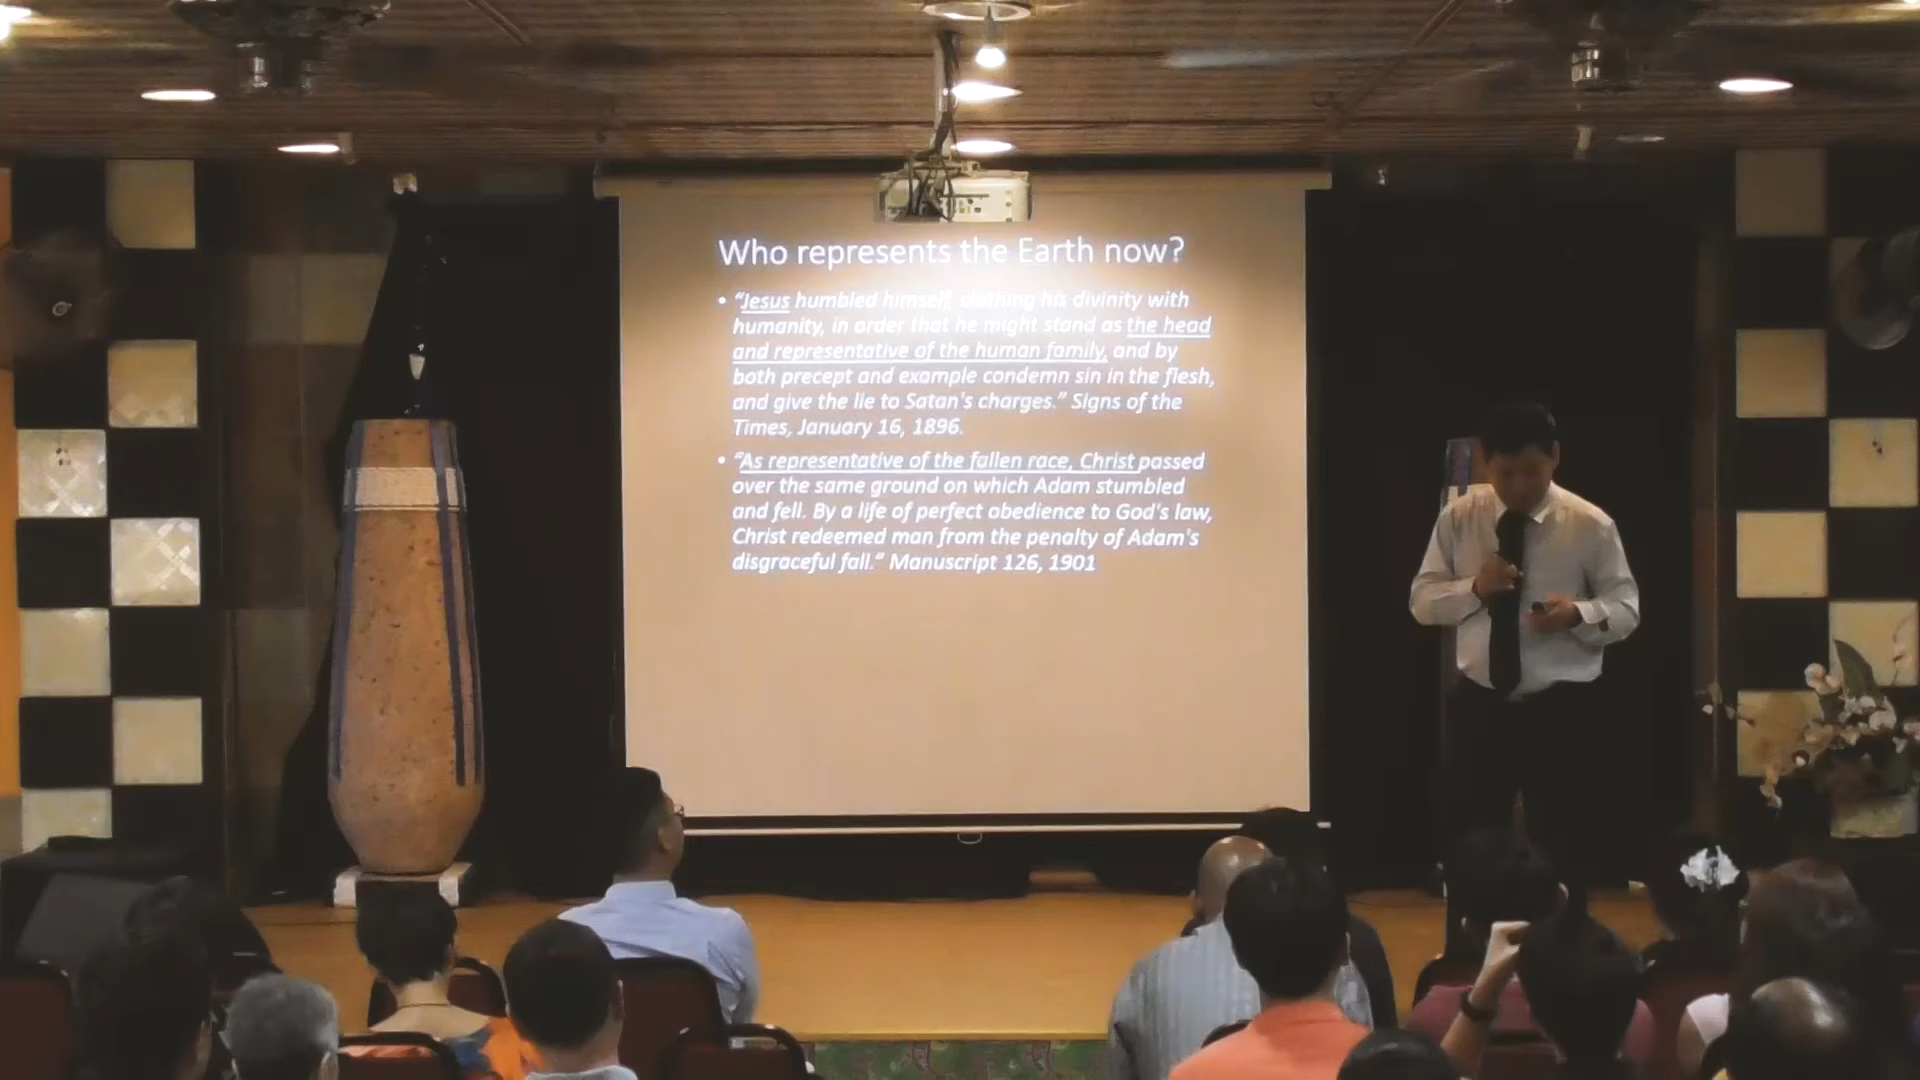 Who represents the Earth now?
• “Jesus humbled himself, clothing his divinity with
humanity, in order that he might stand as the head
and representative of the human family, and by
both precept and example condemn sin in the flesh,
and give the lie to Satan's charges.” Signs of the
Times, January 16, 1896.
• “As representative of the fallen race, Christ passed
over the same ground on which Adam stumbled
and fell. By a life of perfect obedience to God's law,
Christ redeemed man from the penalty of Adam's
disgraceful fall.” Manuscript 126, 1901